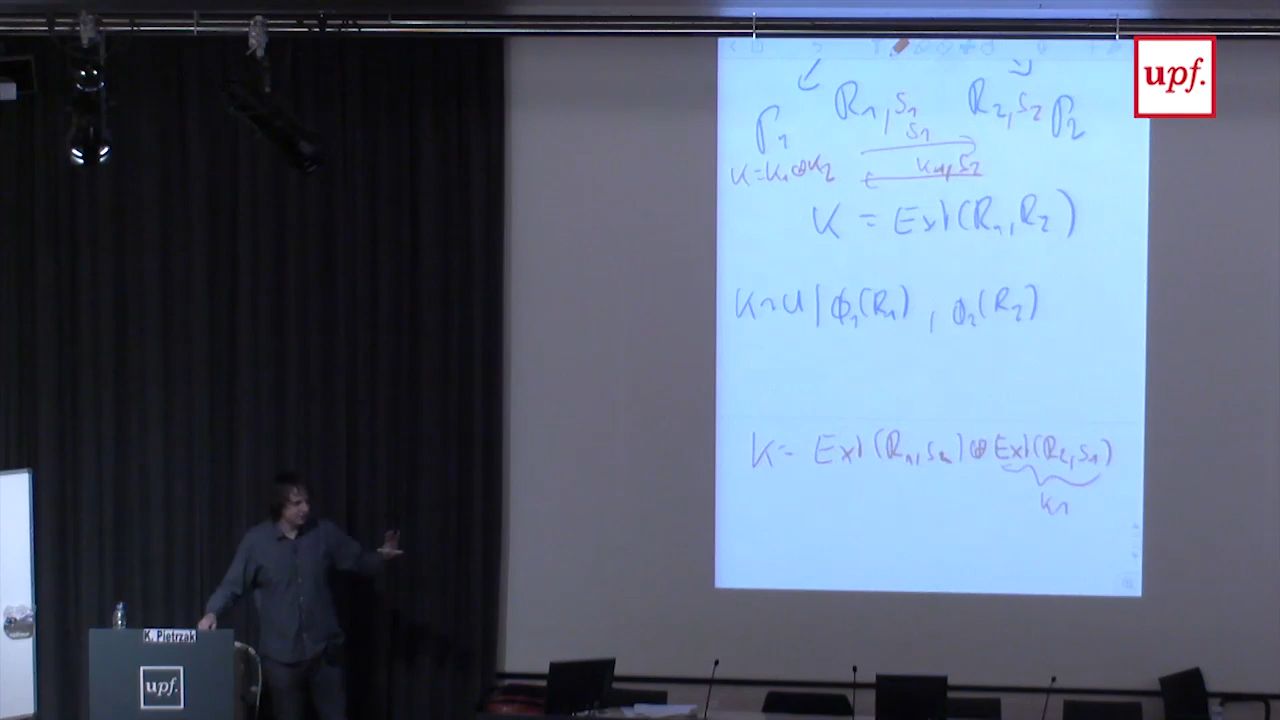 upf.
R₁,S₁ R₂,S₂
P₁ S₁ P₂
K=K₁⊕K₂ K₁,S₂
K = Ext(R₁,R₂)
K~U | ϕ₁(R₁) , ϕ₂(R₂)
K= Ext(R₁,S₂)⊕Ext(R₂,S₁)
K₁
K. Pietrzak
upf.